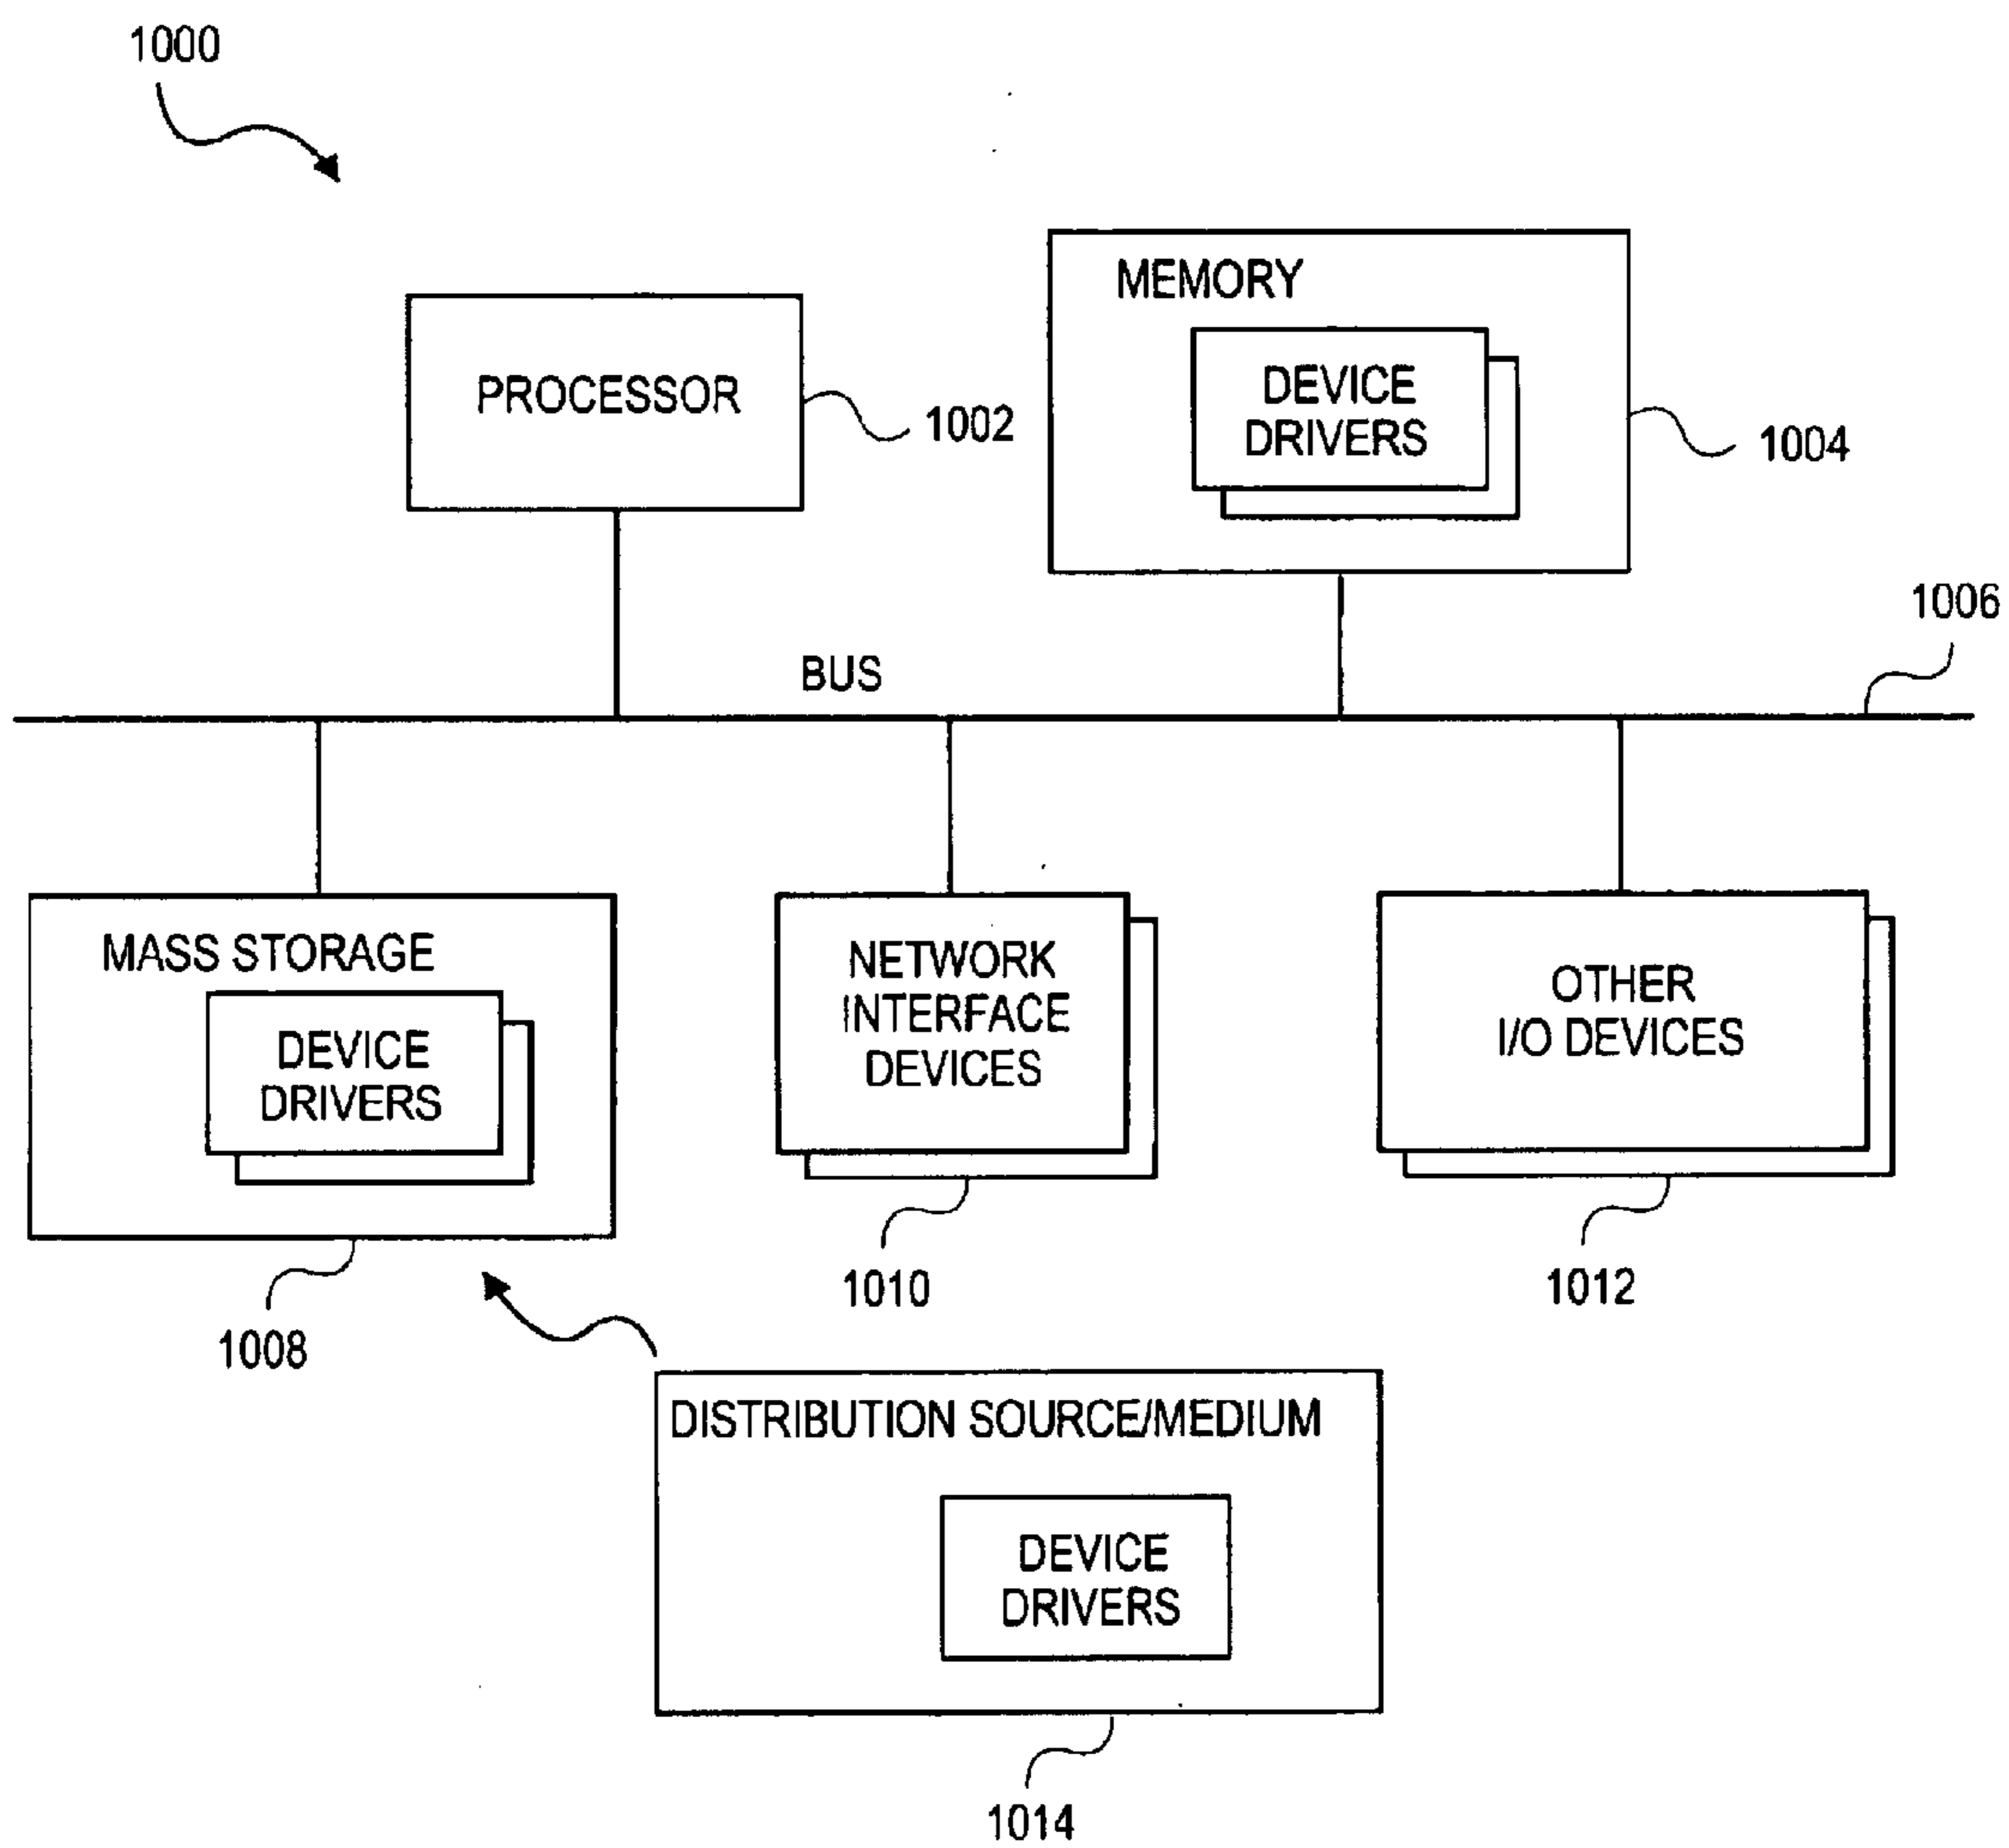 1000
MEMORY
PROCESSOR
DEVICE
DRIVERS
1002
1004
1006
BUS
MASS STORAGE
DEVICE
DRIVERS
NETWORK
INTERFACE
DEVICES
OTHER
I/O DEVICES
1010
1012
1008
DISTRIBUTION SOURCE/MEDIUM
DEVICE
DRIVERS
1014